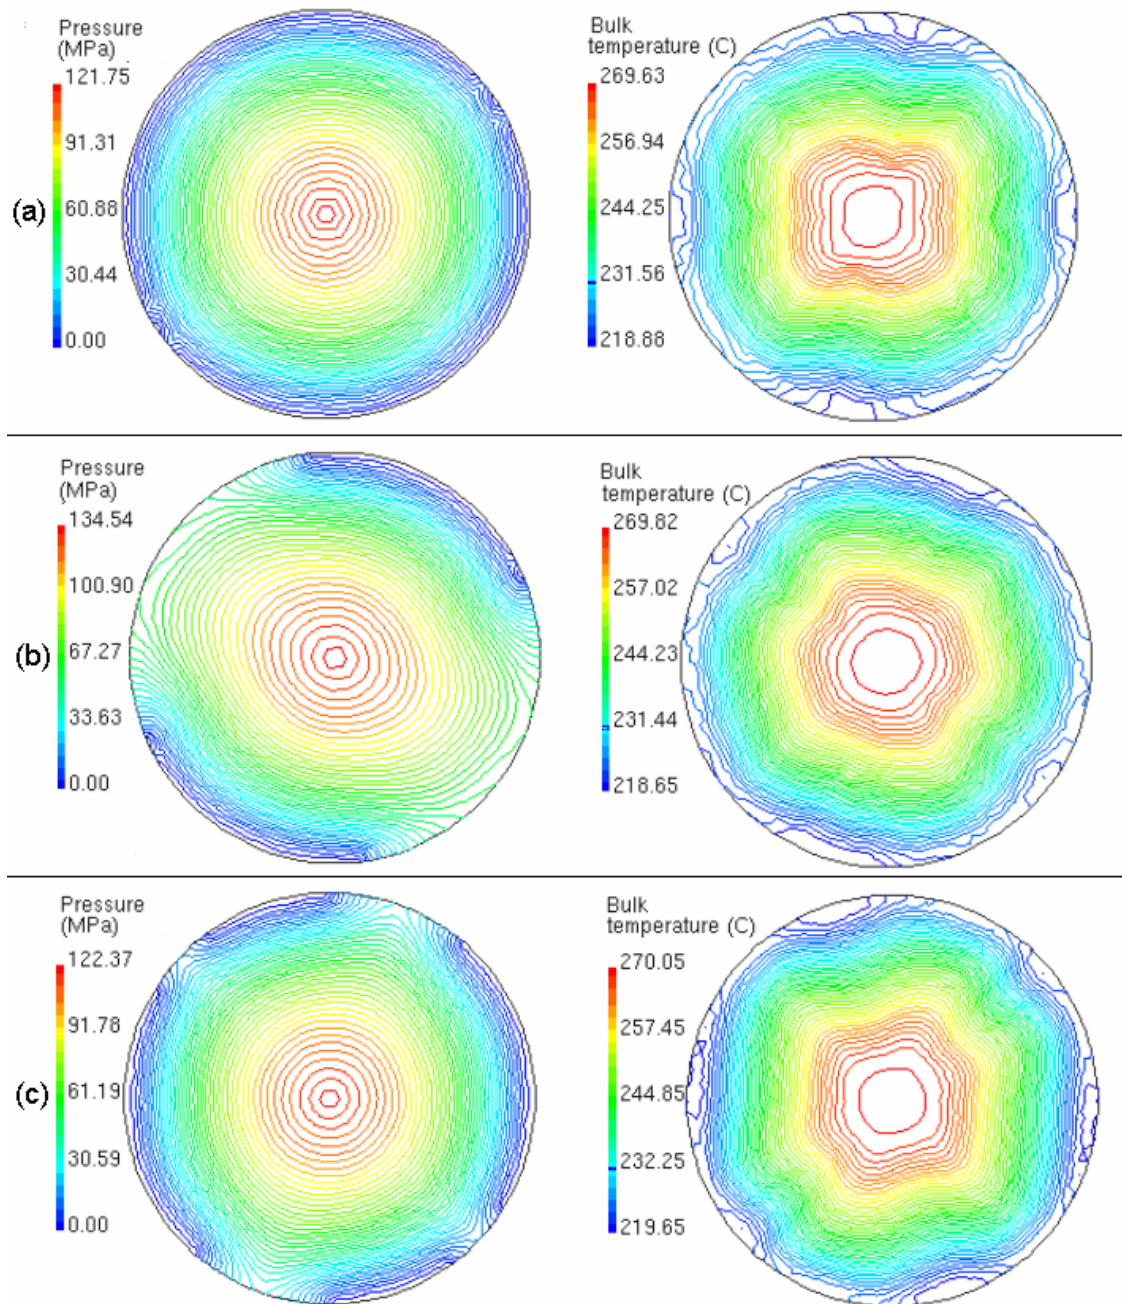 Pressure
(MPa)
121.75
91.31
60.88
30.44
0.00
Bulk
temperature (C)
269.63
256.94
244.25
231.56
218.88
(a)
Pressure
(MPa)
134.54
100.90
67.27
33.63
0.00
Bulk
temperature (C)
269.82
257.02
244.23
231.44
218.65
(b)
Pressure
(MPa)
122.37
91.78
61.19
30.59
0.00
Bulk
temperature (C)
270.05
257.45
244.85
232.25
219.65
(c)